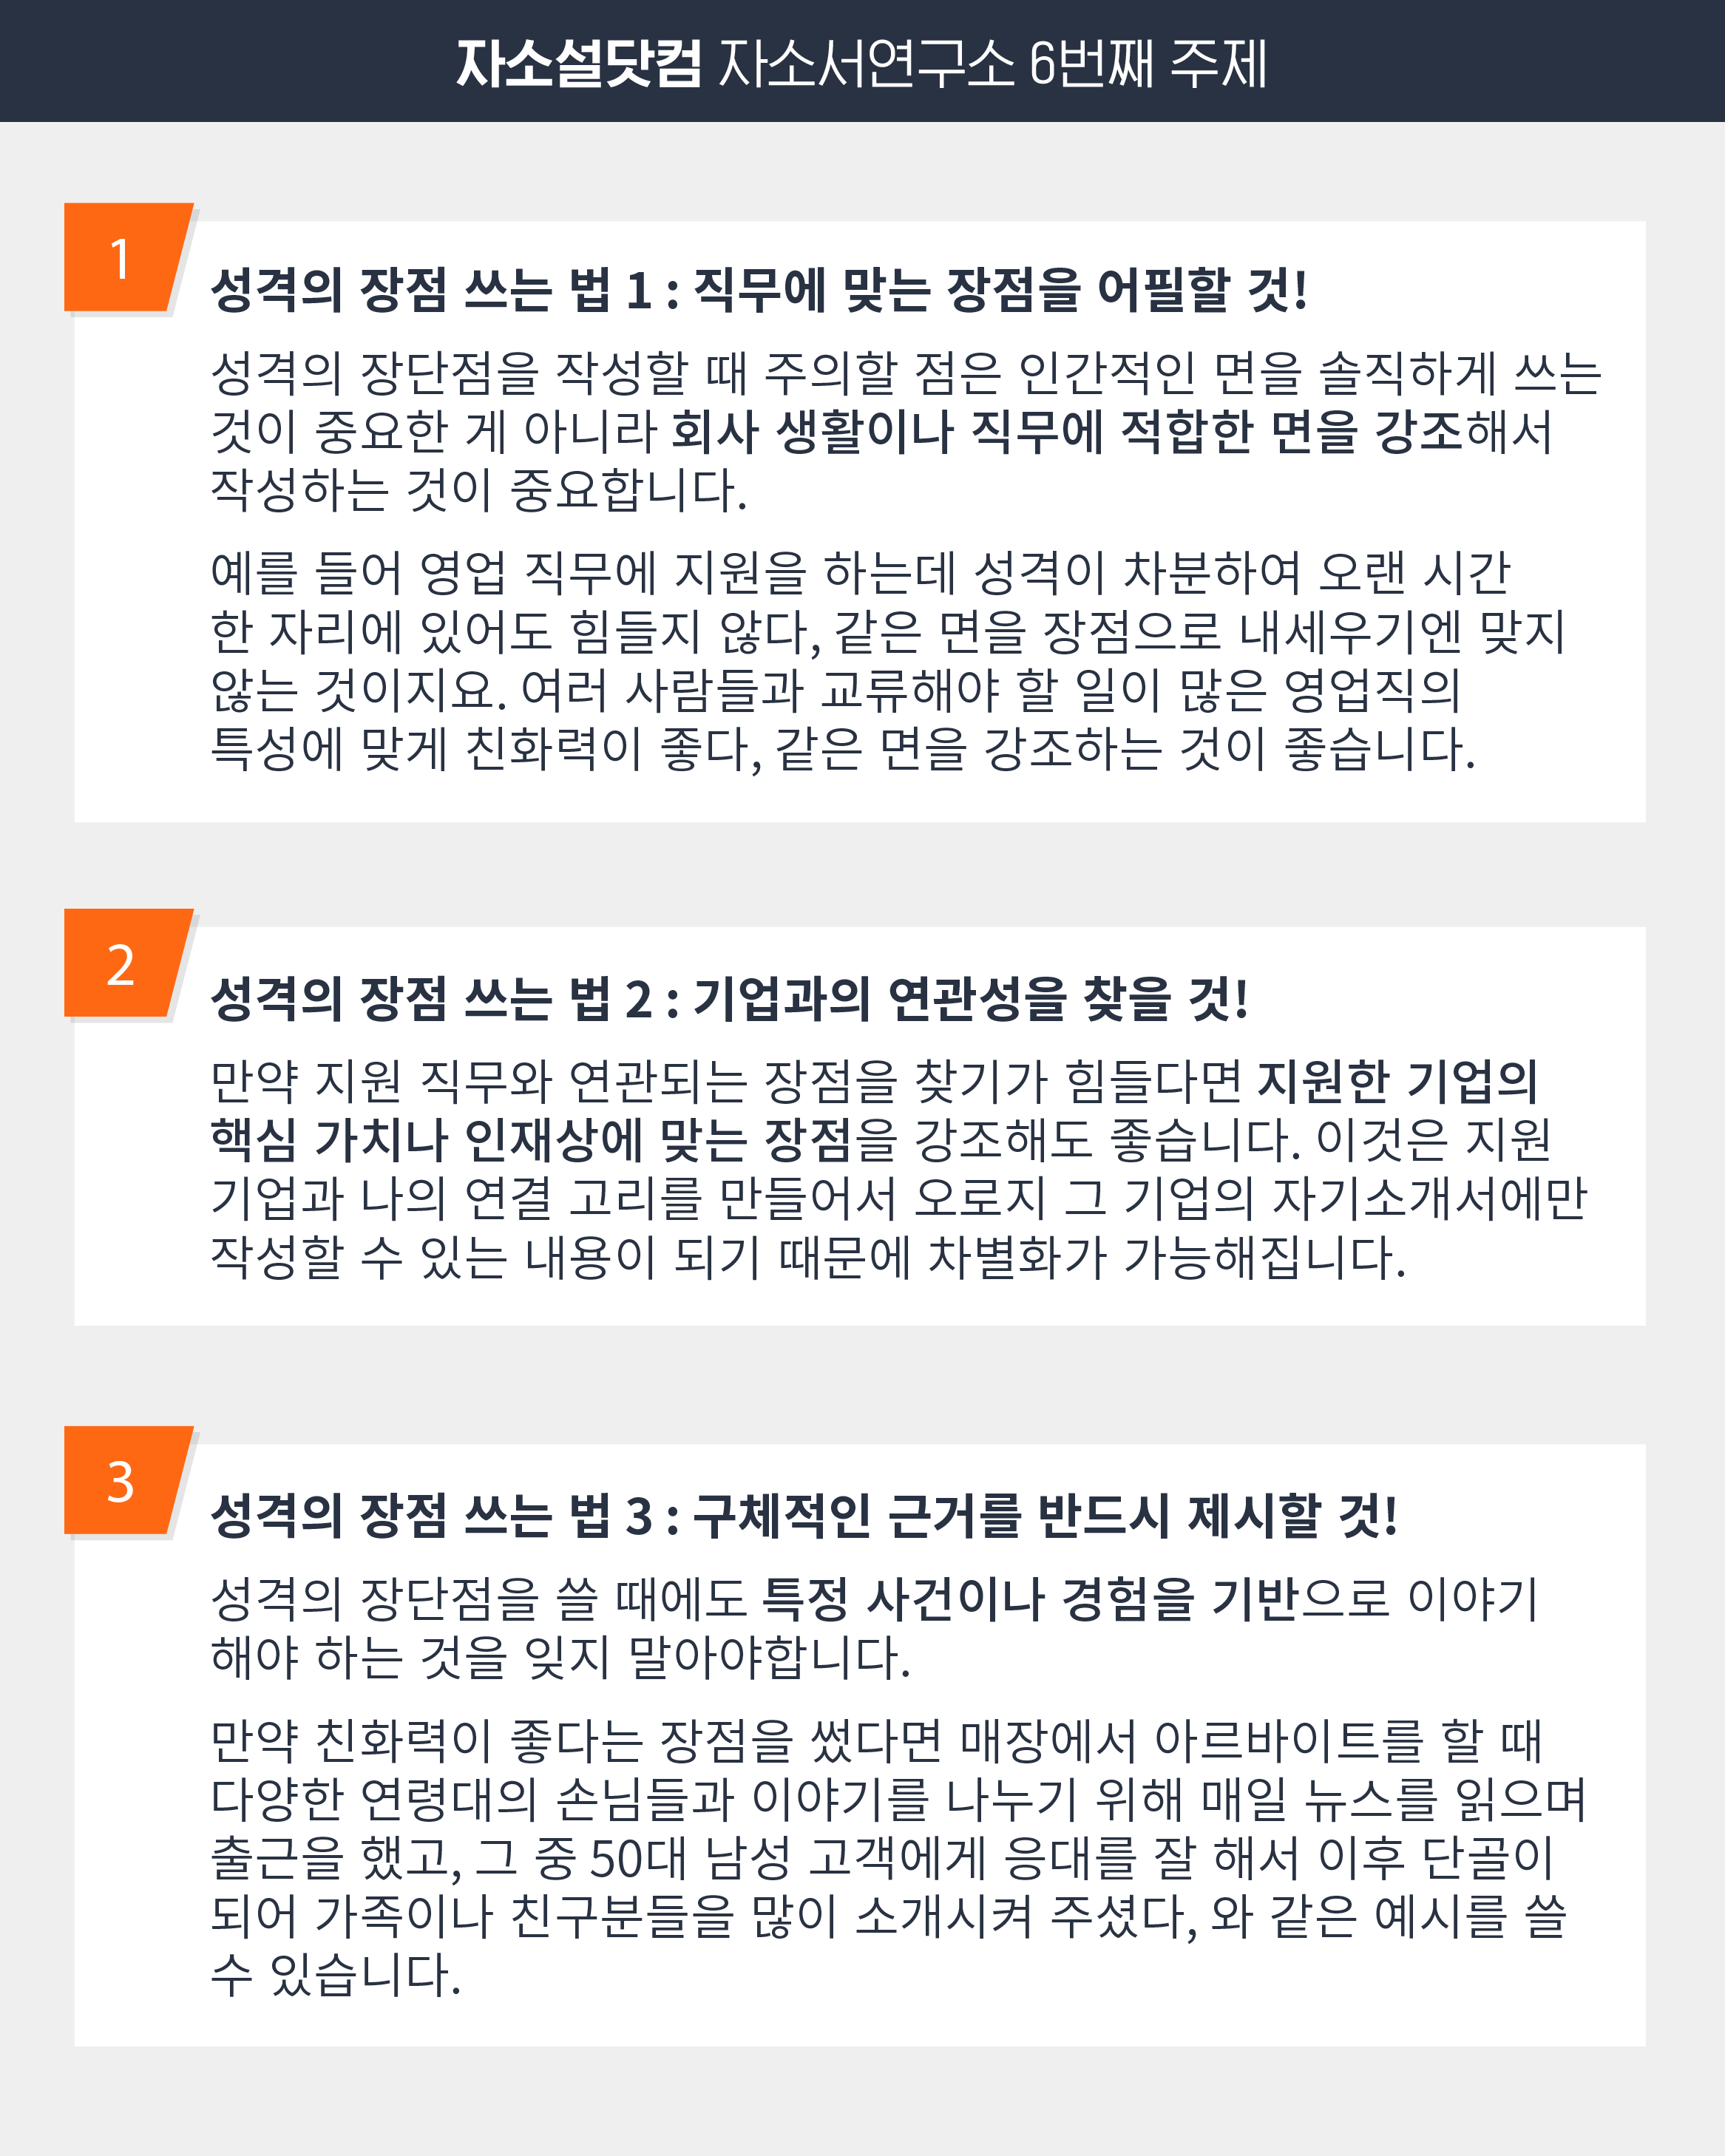 자소설닷컴 자소서연구소 6번째 주제
1
성격의 장점 쓰는 법 1 : 직무에 맞는 장점을 어필할 것!
성격의 장단점을 작성할 때 주의할 점은 인간적인 면을 솔직하게 쓰는
것이 중요한 게 아니라 회사 생활이나 직무에 적합한 면을 강조해서
작성하는 것이 중요합니다.
예를 들어 영업 직무에 지원을 하는데 성격이 차분하여 오랜 시간
한 자리에 있어도 힘들지 않다, 같은 면을 장점으로 내세우기엔 맞지
않는 것이지요. 여러 사람들과 교류해야 할 일이 많은 영업직의
특성에 맞게 친화력이 좋다, 같은 면을 강조하는 것이 좋습니다.
2
성격의 장점 쓰는 법 2 : 기업과의 연관성을 찾을 것!
만약 지원 직무와 연관되는 장점을 찾기가 힘들다면 지원한 기업의
핵심 가치나 인재상에 맞는 장점을 강조해도 좋습니다. 이것은 지원
기업과 나의 연결 고리를 만들어서 오로지 그 기업의 자기소개서에만
작성할 수 있는 내용이 되기 때문에 차별화가 가능해집니다.
3
성격의 장점 쓰는 법 3 : 구체적인 근거를 반드시 제시할 것!
성격의 장단점을 쓸 때에도 특정 사건이나 경험을 기반으로 이야기
해야 하는 것을 잊지 말아야합니다.
만약 친화력이 좋다는 장점을 썼다면 매장에서 아르바이트를 할 때
다양한 연령대의 손님들과 이야기를 나누기 위해 매일 뉴스를 읽으며
출근을 했고, 그 중 50대 남성 고객에게 응대를 잘 해서 이후 단골이
되어 가족이나 친구분들을 많이 소개시켜 주셨다, 와 같은 예시를 쓸
수 있습니다.